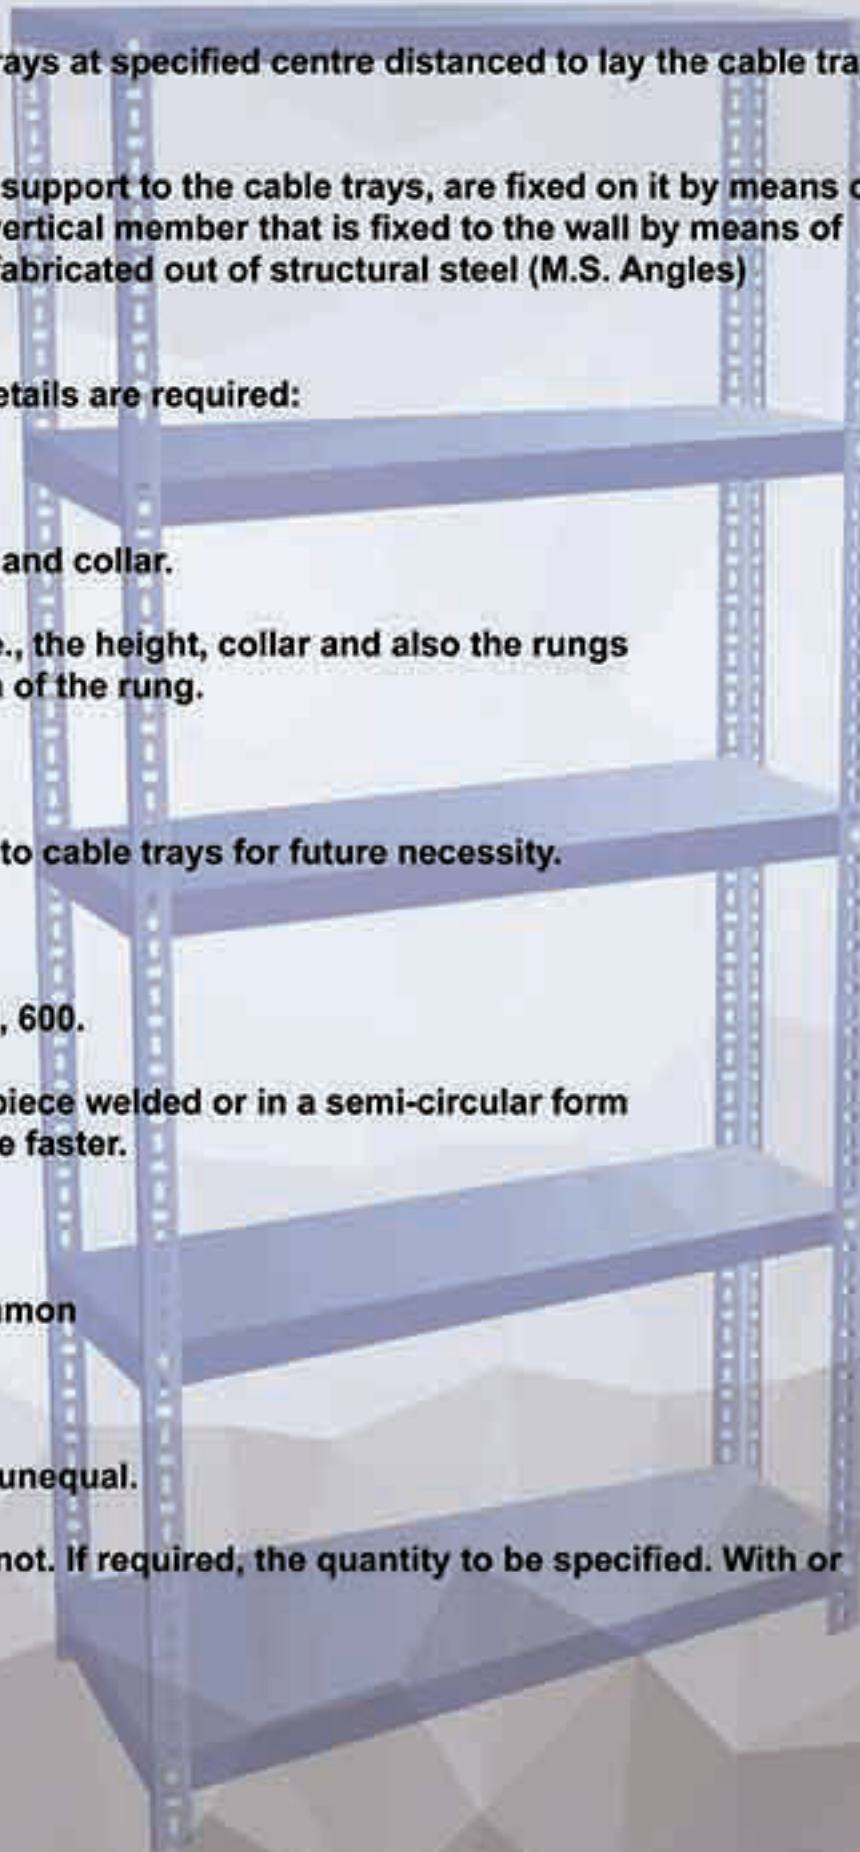 rays at specified centre distanced to lay the cable tra
support to the cable trays, are fixed on it by means
vertical member that is fixed to the wall by means of
fabricated out of structural steel (M.S. Angles)
etails are required:
and collar.
e., the height, collar and also the rungs
of the rung.
to cable trays for future necessity.
, 600.
piece welded or in a semi-circular form
e faster.
mon
unequal.
not. If required, the quantity to be specified. With or